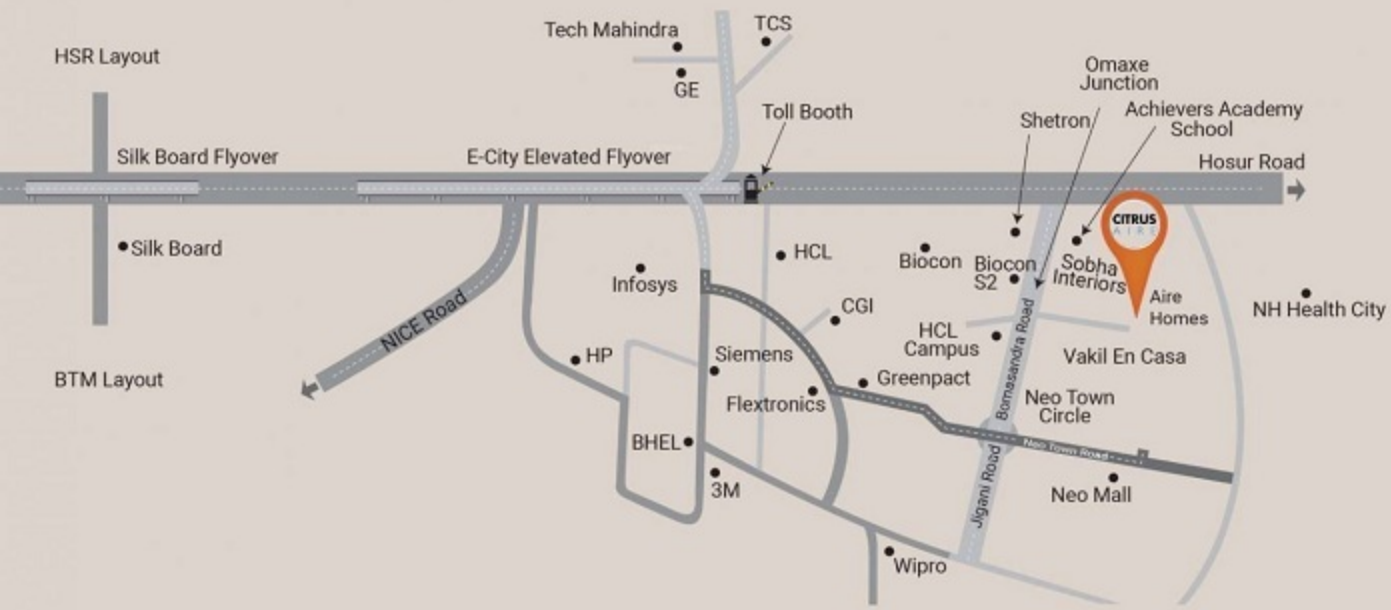 TCS
Tech Mahindra
GE
HSR Layout
Omaxe
Junction
Toll Booth
Shetron
Achievers Academy
School
Silk Board Flyover
E-City Elevated Flyover
Hosur Road
CITRUS
AIRE
Silk Board
NICE Road
Infosys
HCL
Biocon
Biocon
S2
Sobha
Interiors
Aire
Homes
NH Health City
CGI
HP
Siemens
HCL
Campus
Bomasandra Road
Vakil En Casa
BTM Layout
Flextronics
Greenpact
Neo Town
Circle
BHEL
Neo Town Road
3M
Jigani Road
Neo Mall
Wipro